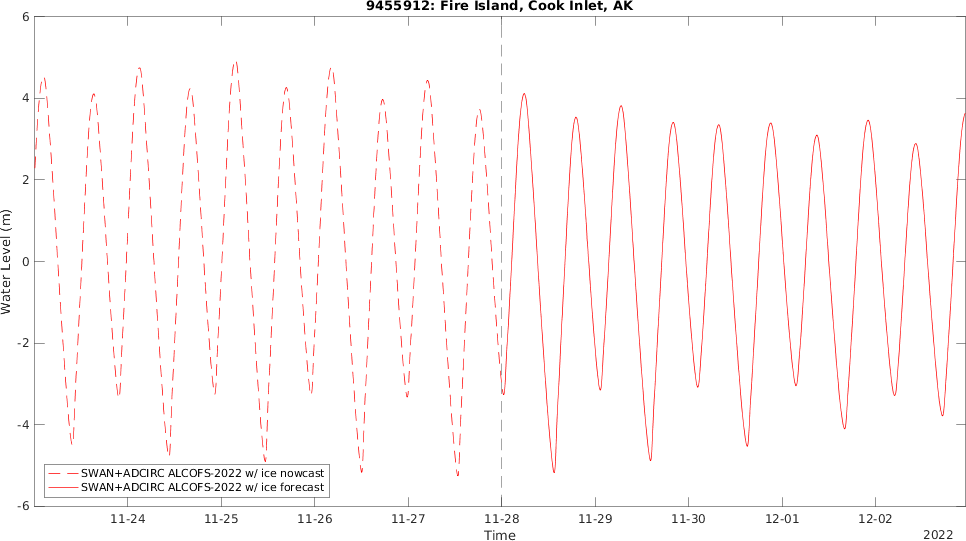 9455912: Fire Island, Cook Inlet, AK
6
4
2
0
-2
-4
-6
Water Level (m)
SWAN+ADCIRC ALCOFS-2022 w/ ice nowcast
SWAN+ADCIRC ALCOFS-2022 w/ ice forecast
11-24 11-25 11-26 11-27 11-28 11-29 11-30 12-01 12-02
Time
2022